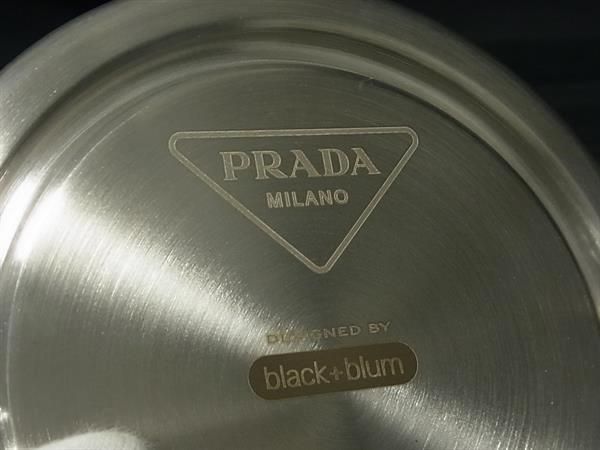 PRADA
MILANO
DESIGNED BY
black+blum